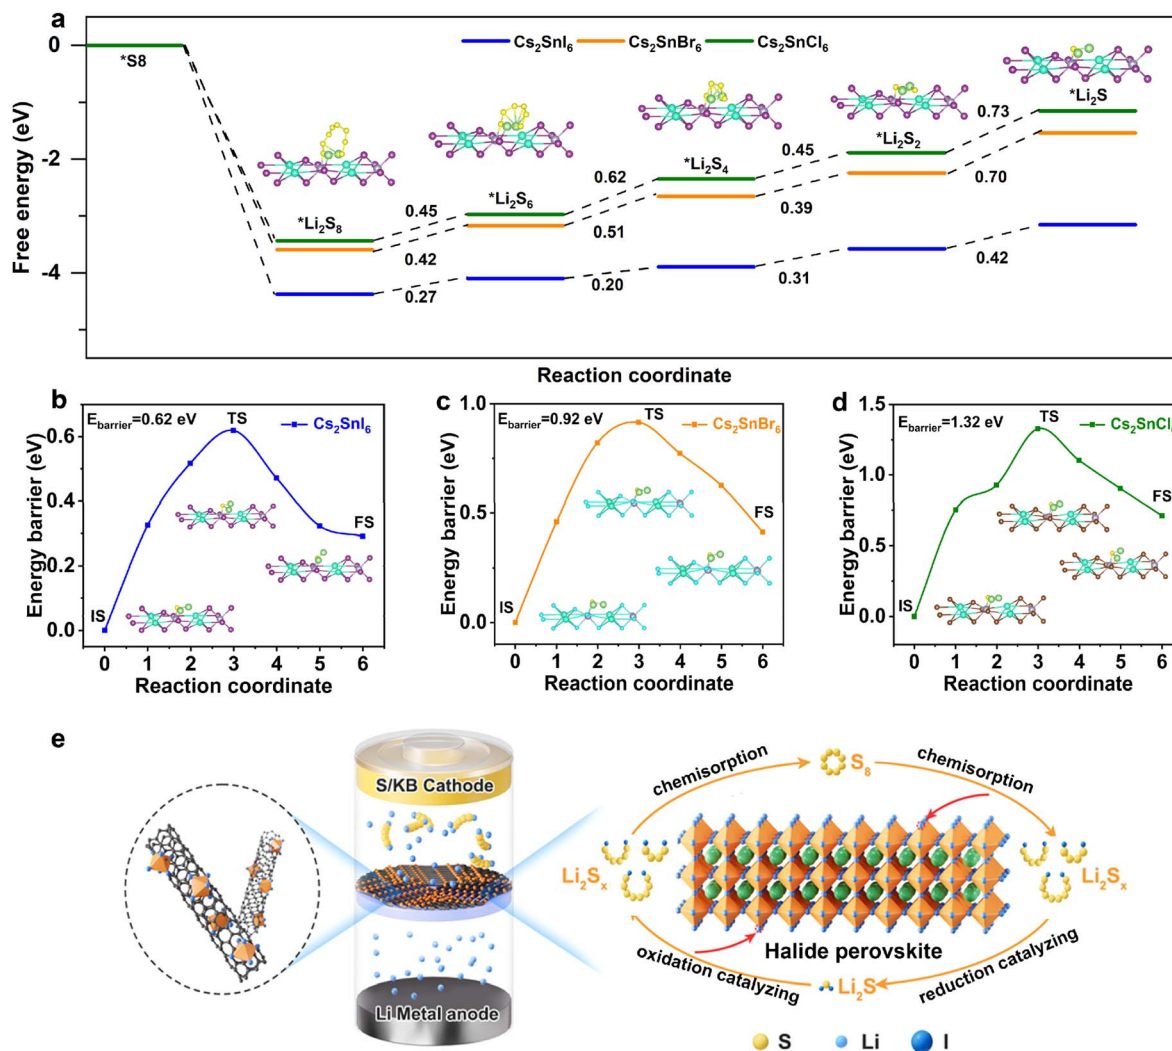 a
Cs2SnI6 Cs2SnBr6 Cs2SnCl6
Free energy (eV)
0
-2
-4
*S8
*Li2S8
*Li2S6
*Li2S4
*Li2S2
*Li2S
0.45
0.62
0.45
0.73
0.42
0.51
0.39
0.70
0.27
0.20
0.31
0.42
Reaction coordinate
b
Ebarrier=0.62 eV
TS
Cs2SnI6
Energy barrier (eV)
0.6
0.4
0.2
0.0
IS
FS
0 1 2 3 4 5 6
Reaction coordinate
c
Ebarrier=0.92 eV
TS
Cs2SnBr6
Energy barrier (eV)
1.0
0.5
0.0
IS
FS
0 1 2 3 4 5 6
Reaction coordinate
d
Ebarrier=1.32 eV
TS
Cs2SnCl
Energy barrier (eV)
1.5
1.0
0.5
0.0
IS
FS
0 1 2 3 4 5 6
Reaction coordinate
e
S/KB Cathode
Li Metal anode
chemisorption
S8
chemisorption
Li2Sx
Li2Sx
Halide perovskite
oxidation catalyzing
Li2S
reduction catalyzing
S Li I